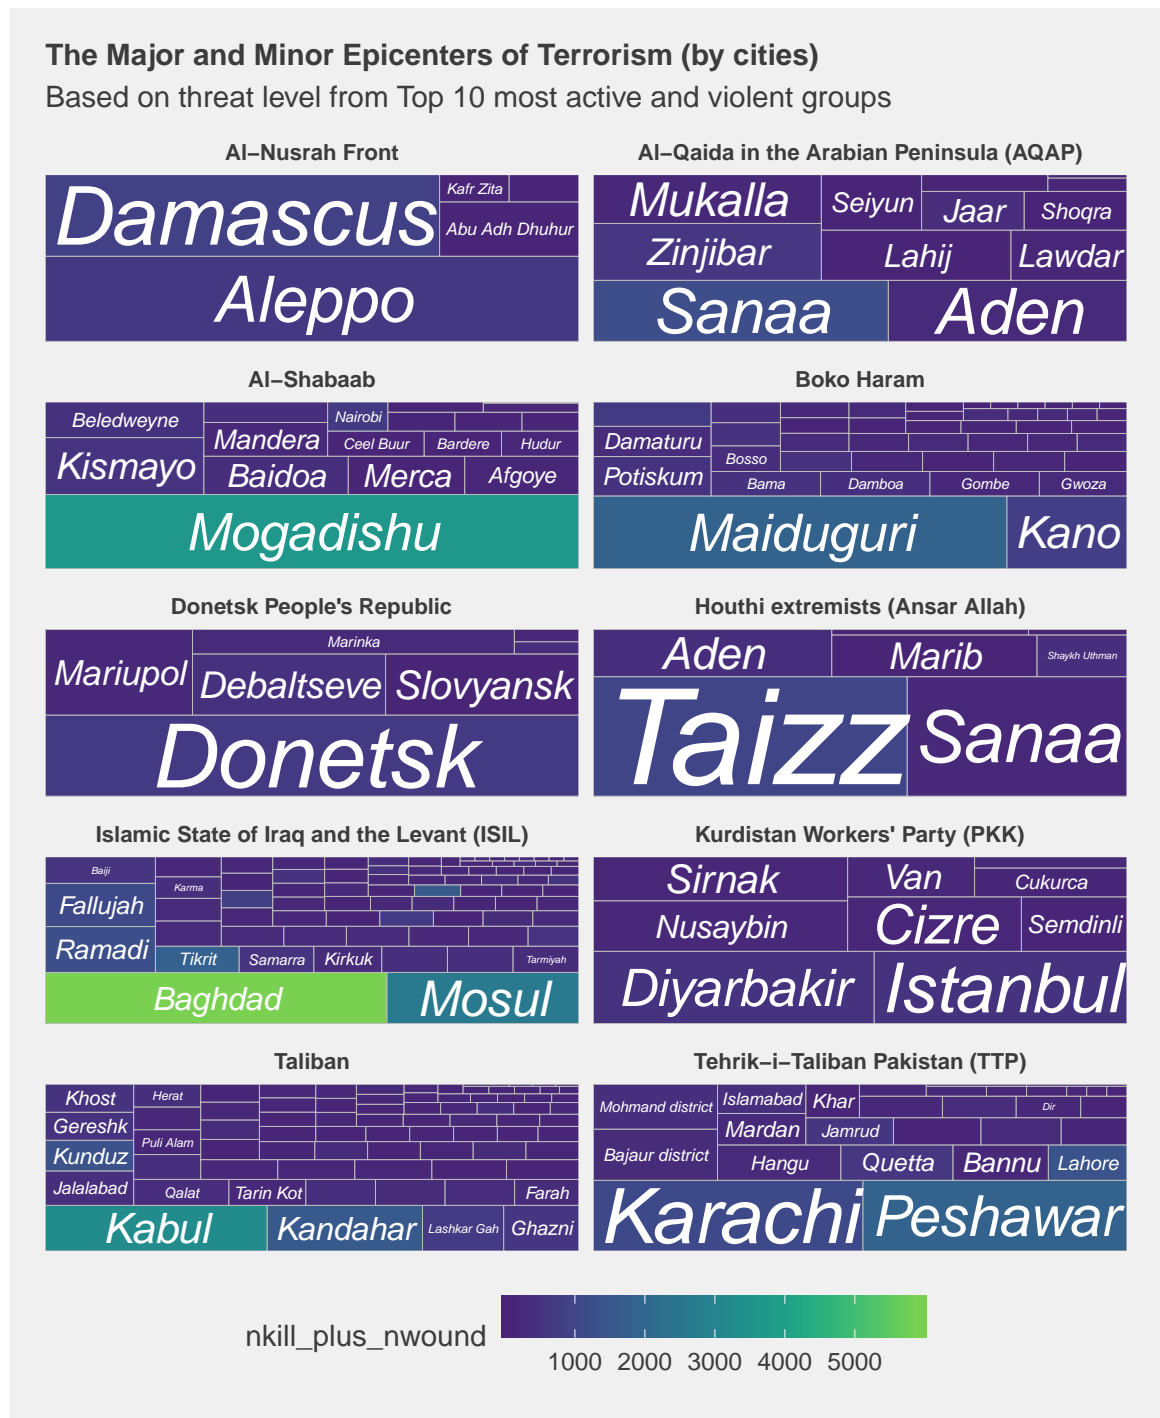 The Major and Minor Epicenters of Terrorism (by cities)
Based on threat level from Top 10 most active and violent groups
Al−Nusrah Front
Damascus
Kafr Zita
Abu Adh Dhuhur
Aleppo
Al−Qaida in the Arabian Peninsula (AQAP)
Mukalla
Seiyun
Jaar
Shoqra
Zinjibar
Lahij
Lawdar
Sanaa
Aden
Al−Shabaab
Beledweyne
Nairobi
Mandera
Ceel Buur
Bardere
Hudur
Kismayo
Baidoa
Merca
Afgoye
Mogadishu
Boko Haram
Damaturu
Bosso
Potiskum
Bama
Damboa
Gombe
Gwoza
Maiduguri
Kano
Donetsk People's Republic
Mariupol
Marinka
Debaltseve
Slovyansk
Donetsk
Houthi extremists (Ansar Allah)
Aden
Marib
Shaykh Uthman
Taizz
Sanaa
Islamic State of Iraq and the Levant (ISIL)
Baiji
Karma
Fallujah
Ramadi
Tikrit
Samarra
Kirkuk
Tarmiyah
Baghdad
Mosul
Kurdistan Workers' Party (PKK)
Sirnak
Van
Cukurca
Nusaybin
Cizre
Semdinli
Diyarbakir
Istanbul
Taliban
Khost
Herat
Gereshk
Puli Alam
Kunduz
Jalalabad
Qalat
Tarin Kot
Farah
Kabul
Kandahar
Lashkar Gah
Ghazni
Tehrik−i−Taliban Pakistan (TTP)
Mohmand district
Islamabad
Khar
Dir
Mardan
Jamrud
Bajaur district
Hangu
Quetta
Bannu
Lahore
Karachi
Peshawar
nkill_plus_nwound
1000 2000 3000 4000 5000